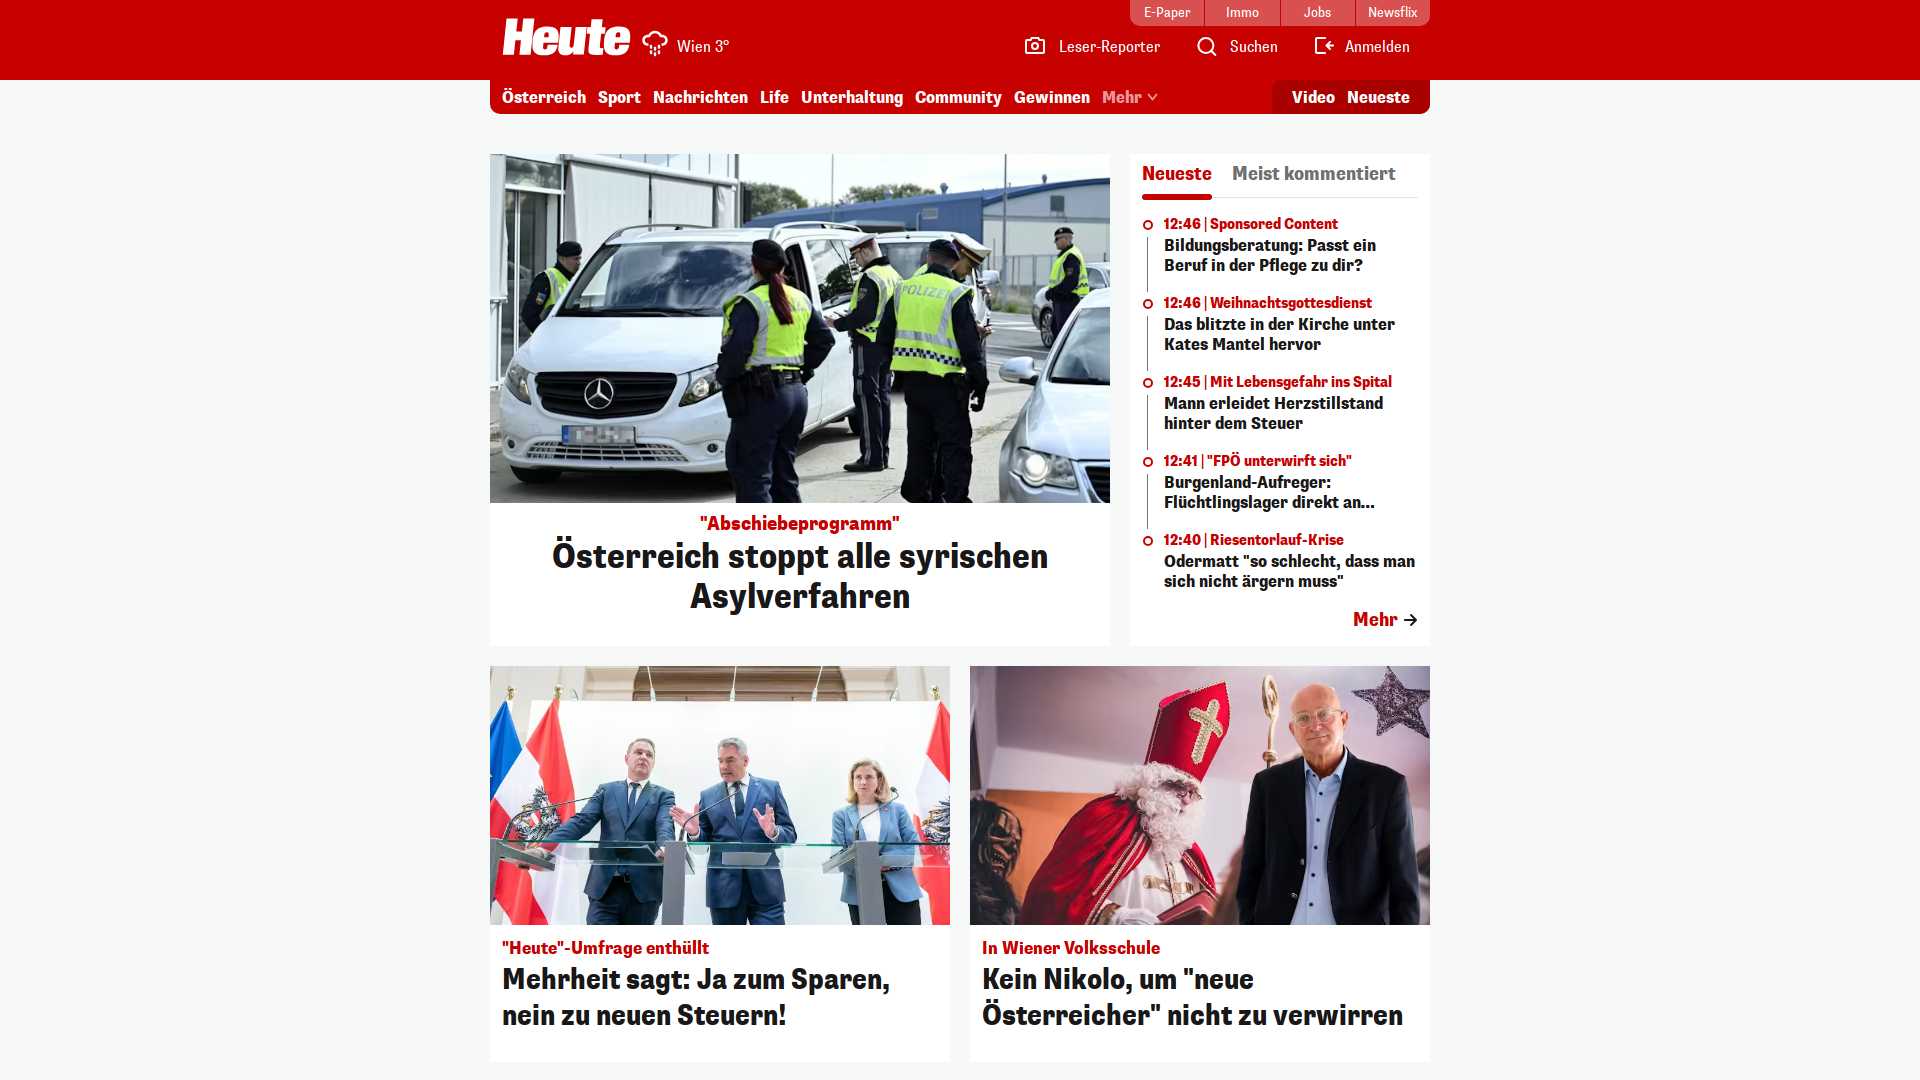 E-Paper
Immo
Jobs
Newsflix
Heute
Wien 3°
Leser-Reporter
Suchen
Anmelden
Österreich
Sport
Nachrichten
Life
Unterhaltung
Community
Gewinnen
Mehr
Video
Neueste
POLIZEI
"Abschiebeprogramm"
Österreich stoppt alle syrischen
Asylverfahren
Neueste
Meist kommentiert
12:46 | Sponsored Content
Bildungsberatung: Passt ein
Beruf in der Pflege zu dir?
12:46 | Weihnachtsgottesdienst
Das blitzte in der Kirche unter
Kates Mantel hervor
12:45 | Mit Lebensgefahr ins Spital
Mann erleidet Herzstillstand
hinter dem Steuer
12:41 | "FPÖ unterwirft sich"
Burgenland-Aufreger:
Flüchtlingslager direkt an...
12:40 | Riesentorlauf-Krise
Odermatt "so schlecht, dass man
sich nicht ärgern muss"
Mehr
"Heute"-Umfrage enthüllt
Mehrheit sagt: Ja zum Sparen,
nein zu neuen Steuern!
In Wiener Volksschule
Kein Nikolo, um "neue
Österreicher" nicht zu verwirren